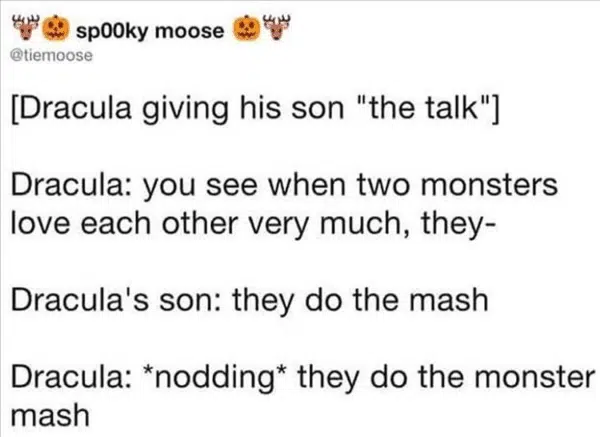 sp00ky moose
@tiemoose
[Dracula giving his son "the talk"]
Dracula: you see when two monsters
love each other very much, they-
Dracula's son: they do the mash
Dracula: *nodding* they do the monster
mash